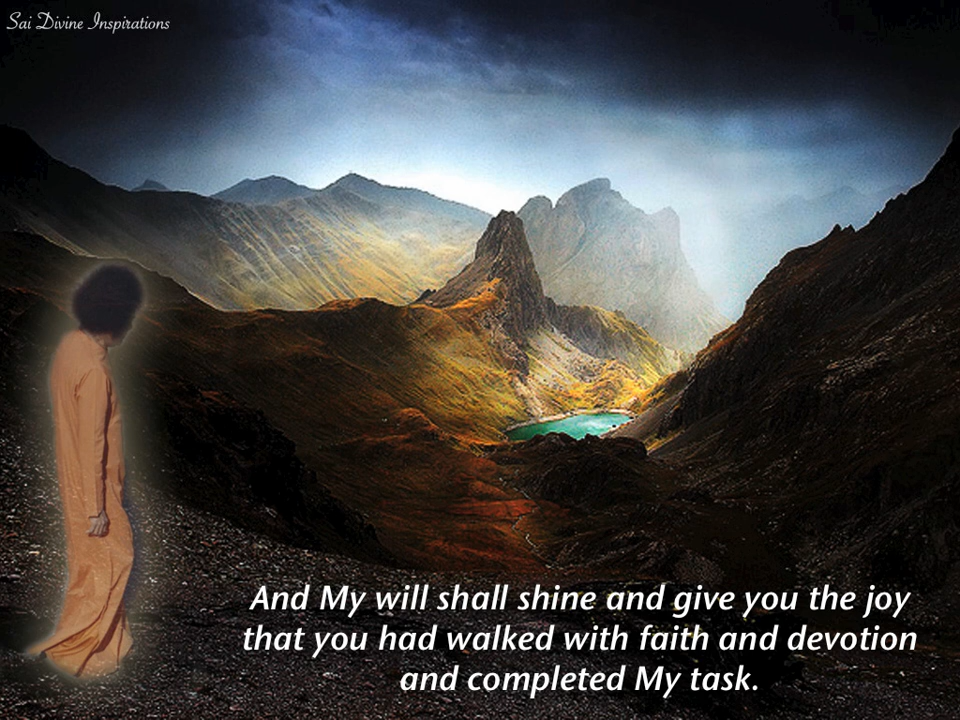 Sai Divine Inspirations
And My will shall shine and give you the joy
that you had walked with faith and devotion
and completed My task.